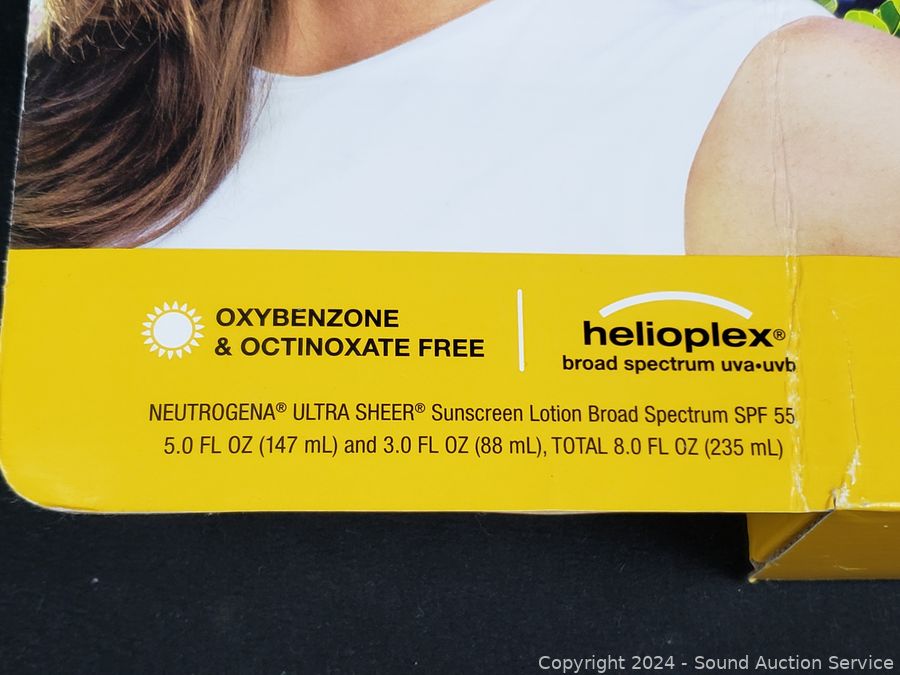 OXYBENZONE
& OCTINOXATE FREE
helioplex®
broad spectrum uva•uvb
NEUTROGENA® ULTRA SHEER® Sunscreen Lotion Broad Spectrum SPF 55
5.0 FL OZ (147 mL) and 3.0 FL OZ (88 mL), TOTAL 8.0 FL OZ (235 mL)
Copyright 2024 - Sound Auction Service